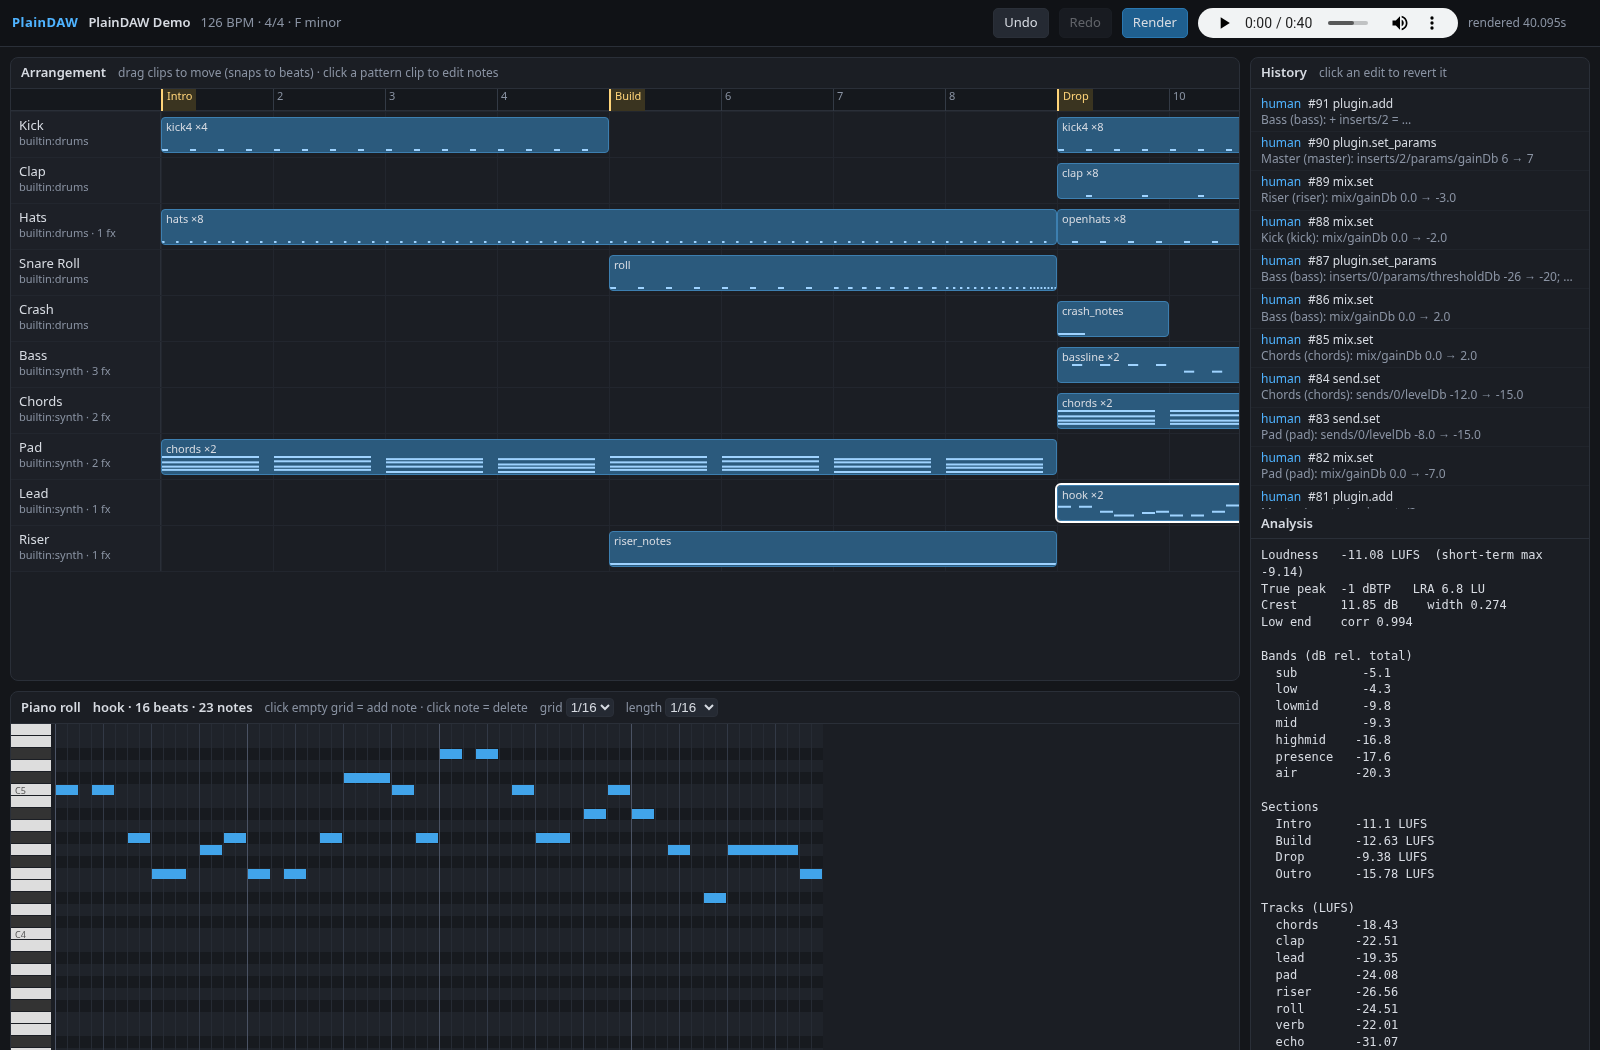 PlainDAW PlainDAW Demo 126 BPM · 4/4 · F minor
Undo Redo Render 0:00 / 0:40 rendered 40.095s
Arrangement drag clips to move (snaps to beats) · click a pattern clip to edit notes
Intro 2 3 4 Build 6 7 8 Drop 10
Kick
builtin:drums
kick4 ×4
kick4 ×8
Clap
builtin:drums
clap ×8
Hats
builtin:drums · 1 fx
hats ×8
openhats ×8
Snare Roll
builtin:drums
roll
Crash
builtin:drums
crash_notes
Bass
builtin:synth · 3 fx
bassline ×2
Chords
builtin:synth · 2 fx
chords ×2
Pad
builtin:synth · 2 fx
chords ×2
Lead
builtin:synth · 1 fx
hook ×2
Riser
builtin:synth · 1 fx
riser_notes
Piano roll hook · 16 beats · 23 notes click empty grid = add note · click note = delete grid 1/16 length 1/16
C5
C4
History click an edit to revert it
human #91 plugin.add
Bass (bass): + inserts/2 = ...
human #90 plugin.set_params
Master (master): inserts/2/params/gainDb 6 → 7
human #89 mix.set
Riser (riser): mix/gainDb 0.0 → -3.0
human #88 mix.set
Kick (kick): mix/gainDb 0.0 → -2.0
human #87 plugin.set_params
Bass (bass): inserts/0/params/thresholdDb -26 → -20; ...
human #86 mix.set
Bass (bass): mix/gainDb 0.0 → 2.0
human #85 mix.set
Chords (chords): mix/gainDb 0.0 → 2.0
human #84 send.set
Chords (chords): sends/0/levelDb -12.0 → -15.0
human #83 send.set
Pad (pad): sends/0/levelDb -8.0 → -15.0
human #82 mix.set
Pad (pad): mix/gainDb 0.0 → -7.0
human #81 plugin.add
Analysis
Loudness -11.08 LUFS (short-term max
-9.14)
True peak -1 dBTP LRA 6.8 LU
Crest 11.85 dB width 0.274
Low end corr 0.994
Bands (dB rel. total)
sub -5.1
low -4.3
lowmid -9.8
mid -9.3
highmid -16.8
presence -17.6
air -20.3
Sections
Intro -11.1 LUFS
Build -12.63 LUFS
Drop -9.38 LUFS
Outro -15.78 LUFS
Tracks (LUFS)
chords -18.43
clap -22.51
lead -19.35
pad -24.08
riser -26.56
roll -24.51
verb -22.01
echo -31.07